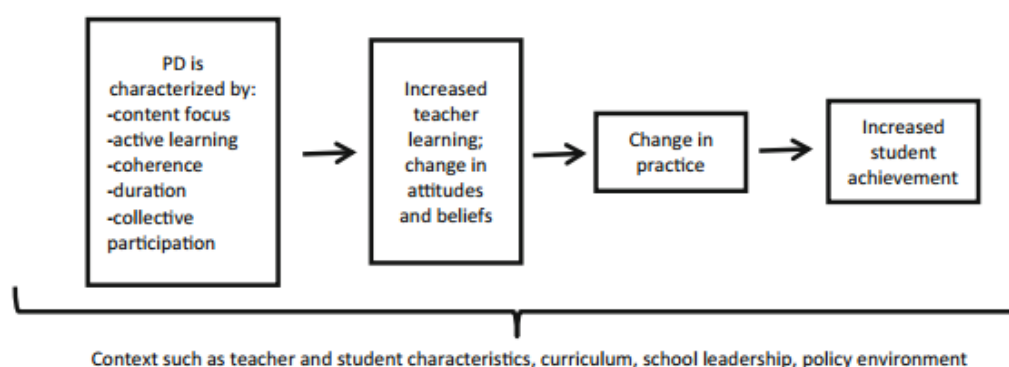 PD is
characterized by:
-content focus
-active learning
-coherence
-duration
-collective
participation
Increased
teacher
learning;
change in
attitudes
and beliefs
Change in
practice
Increased
student
achievement
Context such as teacher and student characteristics, curriculum, school leadership, policy environment